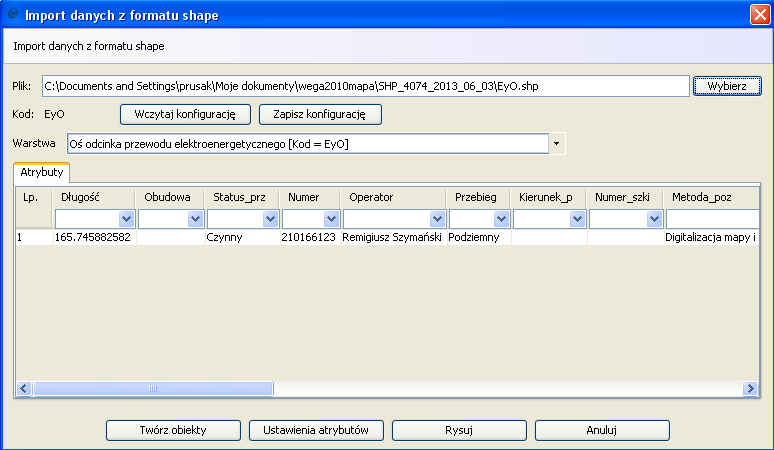 Import danych z formatu shape
Import danych z formatu shape
Plik: C:\Documents and Settings\prusak\Moje dokumenty\wega2010mapa\SHP_4074_2013_06_03\EyO.shp Wybierz
Kod: EyO Wczytaj konfigurację Zapisz konfigurację
Warstwa Oś odcinka przewodu elektroenergetycznego [Kod = EyO]
Atrybuty
Lp. Długość Obudowa Status_prz Numer Operator Przebieg Kierunek_p Numer_szki Metoda_poz
1 165.745882582 Czynny 210166123 Remigiusz Szymański Podziemny Digitalizacja mapy i
Twórz obiekty Ustawienia atrybutów Rysuj Anuluj